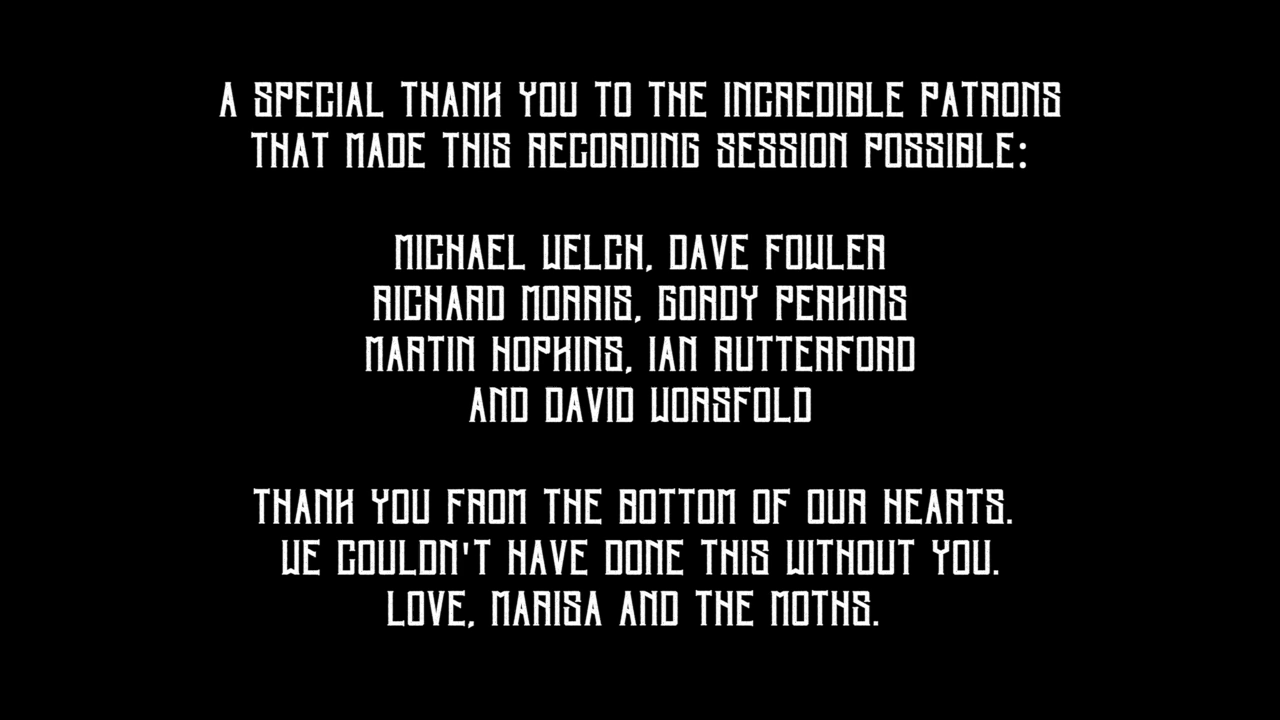 A SPECIAL THANK YOU TO THE INCREDIBLE PATRONS
THAT MADE THIS RECORDING SESSION POSSIBLE:
MICHAEL WELCH, DAVE FOWLER
RICHARD MORRIS, GORDY PERKINS
MARTIN HOPKINS, IAN RUTTERFORD
AND DAVID WORSFOLD
THANK YOU FROM THE BOTTOM OF OUR HEARTS.
WE COULDN'T HAVE DONE THIS WITHOUT YOU.
LOVE, MARISA AND THE MOTHS.